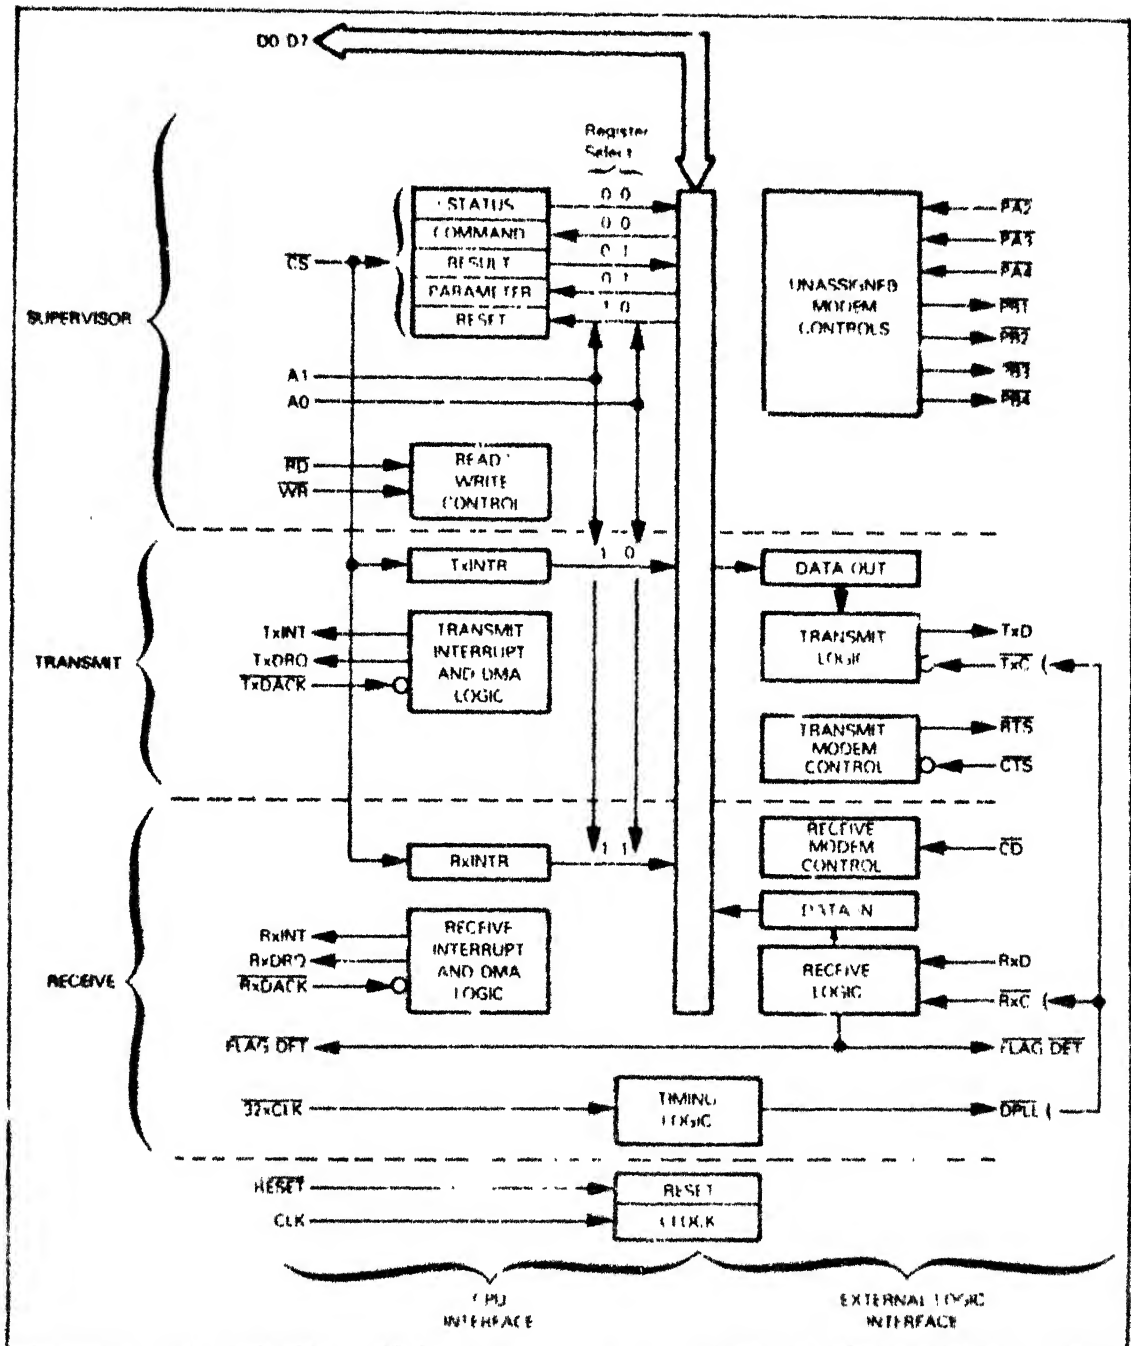 D0 D7
Register
Select
STATUS
0 0
COMMAND
0 0
RESULT
0 1
PARAMETER
0 1
RESET
1 0
CS
SUPERVISOR
A1
A0
RD
WR
READ
WRITE
CONTROL
UNASSIGNED
MODEM
CONTROLS
PA2
PA3
PA4
PB1
PB2
PB4
TRANSMIT
TxINTR
1 0
DATA OUT
TxINT
TxDRQ
TxDACK
TRANSMIT
INTERRUPT
AND DMA
LOGIC
TRANSMIT
LOGIC
TxD
TxC (
TRANSMIT
MODEM
CONTROL
RTS
CTS
RECEIVE
RxINTR
1 1
RECEIVE
MODEM
CONTROL
CD
DATA IN
RxINT
RxDRQ
RxDACK
RECEIVE
INTERRUPT
AND DMA
LOGIC
RECEIVE
LOGIC
RxD
RxC (
FLAG DET
FLAG DET
32xCLK
TIMING
LOGIC
DPLL (
RESET
RESET
CLK
CLOCK
CPU
INTERFACE
EXTERNAL LOGIC
INTERFACE